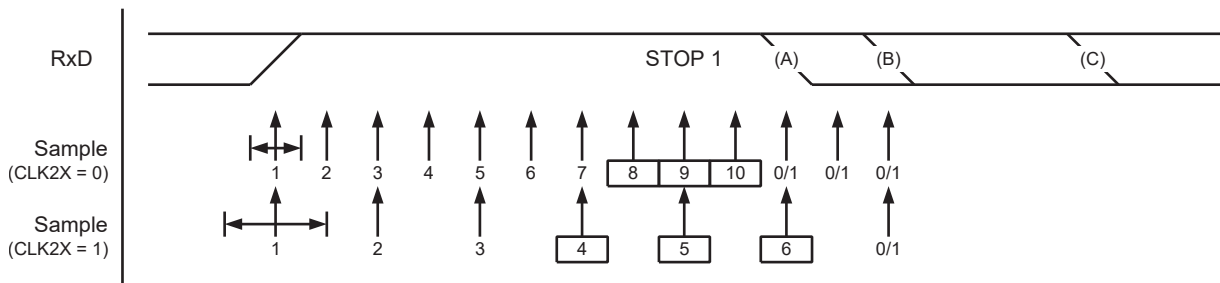 RxD
STOP 1
(A)
(B)
(C)
Sample
(CLK2X = 0)
1 2 3 4 5 6 7 8 9 10 0/1 0/1 0/1
Sample
(CLK2X = 1)
1 2 3 4 5 6 0/1